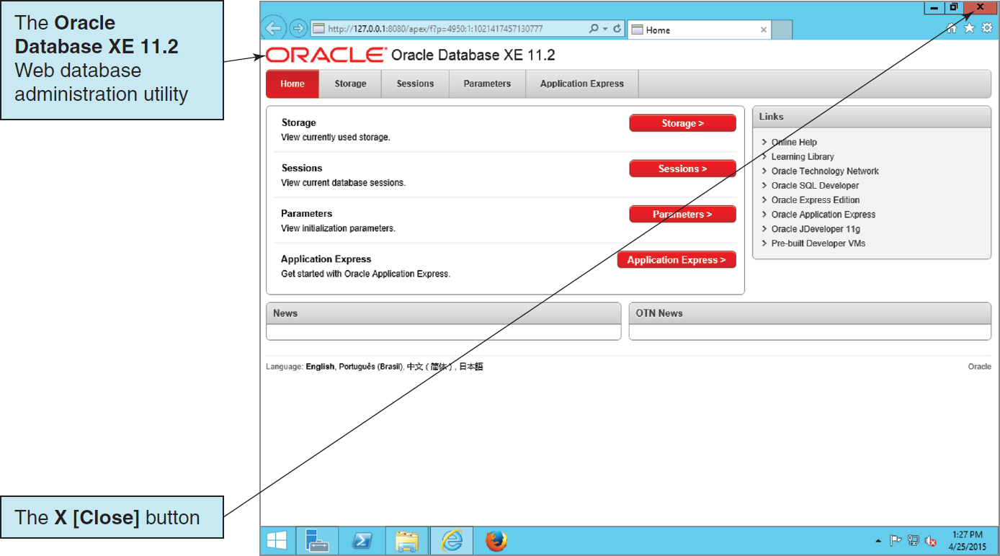 The Oracle
Database XE 11.2
Web database
administration utility
http://127.0.0.1:8080/apex/f?p=4950:1:1021417457130777
Home
ORACLE Oracle Database XE 11.2
Home Storage Sessions Parameters Application Express
Storage
View currently used storage.
Storage >
Sessions
View current database sessions.
Sessions >
Parameters
View initialization parameters.
Parameters >
Application Express
Get started with Oracle Application Express.
Application Express >
Links
Online Help
Learning Library
Oracle Technology Network
Oracle SQL Developer
Oracle Express Edition
Oracle Application Express
Oracle JDeveloper 11g
Pre-built Developer VMs
News
OTN News
Language: English, Português (Brasil), 中文 (简体), 日本語
Oracle
The X [Close] button
1:27 PM
4/25/2015